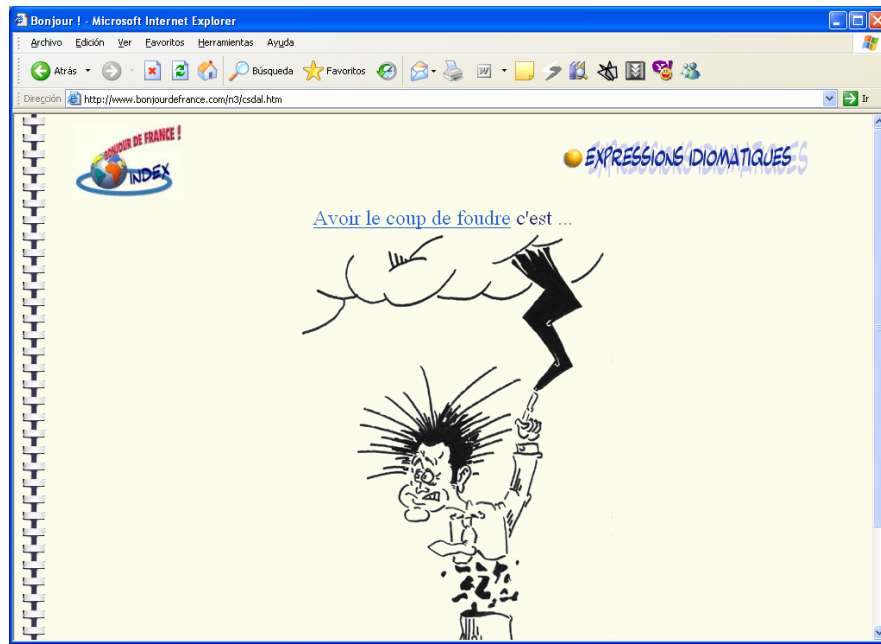 Bonjour ! - Microsoft Internet Explorer
Archivo Edición Ver Favoritos Herramientas Ayuda
Atrás Búsqueda Favoritos
Dirección http://www.bonjourdefrance.com/n3/csdal.htm Ir
BONJOUR DE FRANCE !
INDEX
EXPRESSIONS IDIOMATIQUES
Avoir le coup de foudre c'est ...